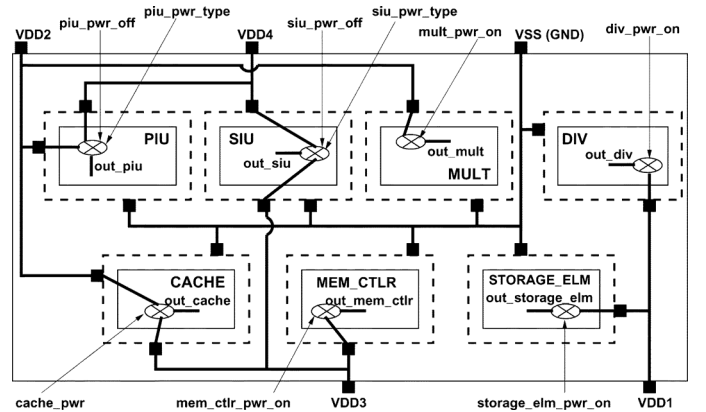 piu_pwr_type
siu_pwr_off
siu_pwr_type
piu_pwr_off
mult_pwr_on
div_pwr_on
VDD2
VDD4
VSS (GND)
PIU
SIU
DIV
out_piu
out_siu
out_mult
out_div
MULT
CACHE
MEM_CTLR
STORAGE_ELM
out_cache
out_mem_ctlr
out_storage_elm
cache_pwr
mem_ctlr_pwr_on
VDD3
storage_elm_pwr_on
VDD1